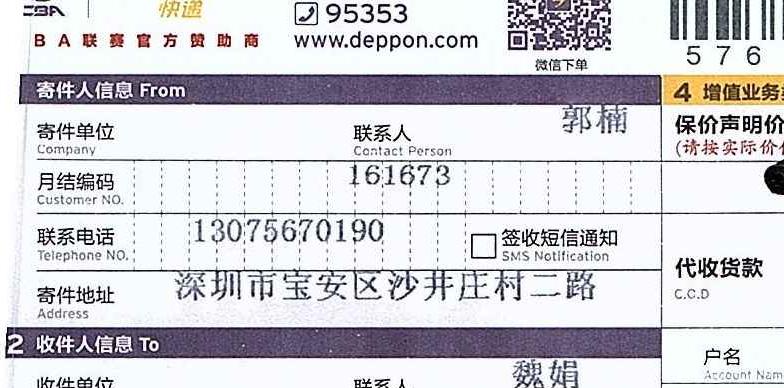 CBA 快递 95353
BA联赛官方赞助商 www.deppon.com
微信下单
576
寄件人信息 From
4 增值业务
寄件单位 联系人 郭楠
Company Contact Person
保价声明价
(请按实际价
月结编码 161673
Customer NO.
联系电话 13075670190 签收短信通知
Telephone NO. SMS Notification
代收货款
C.C.D
寄件地址 深圳市宝安区沙井庄村二路
Address
2 收件人信息 To
户名
Account Nam
收件单位 联系人 魏娟